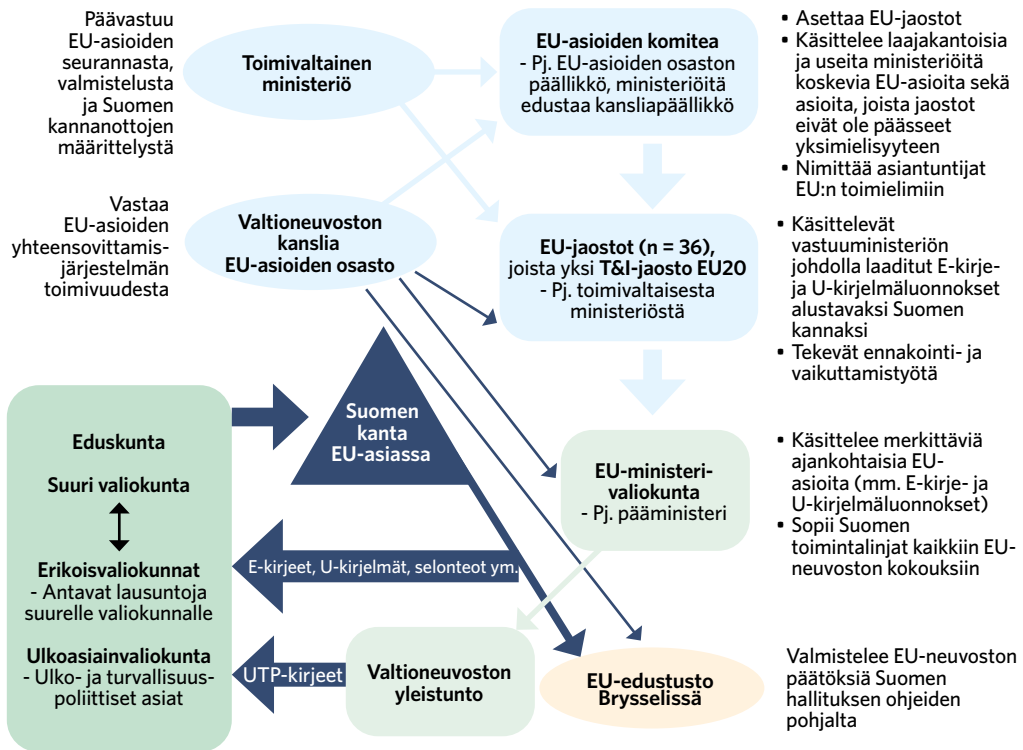 Päävastuu
EU-asioiden
seurannasta,
valmistelusta
ja Suomen
kannanottojen
määrittelystä
Toimivaltainen
ministeriö
EU-asioiden komitea
- Pj. EU-asioiden osaston
päällikkö, ministeriöitä
edustaa kansliapäällikkö
• Asettaa EU-jaostot
• Käsittelee laajakantoisia
ja useita ministeriöitä
koskevia EU-asioita sekä
asioita, joista jaostot
eivät ole päässeet
yksimielisyyteen
• Nimittää asiantuntijat
EU:n toimielimiin
Vastaa
EU-asioiden
yhteensovittamis-
järjestelmän
toimivuudesta
Valtioneuvoston
kanslia
EU-asioiden osasto
EU-jaostot (n = 36),
joista yksi T&I-jaosto EU20
- Pj. toimivaltaisesta
ministeriöstä
• Käsittelevät
vastuuministeriön
johdolla laaditut E-kirje-
ja U-kirjelmäluonnokset
alustavaksi Suomen
kannaksi
• Tekevät ennakointi- ja
vaikuttamistyötä
Eduskunta
Suuri valiokunta
Erikoisvaliokunnat
- Antavat lausuntoja
suurelle valiokunnalle
Ulkoasiainvaliokunta
- Ulko- ja turvallisuus-
poliittiset asiat
Suomen
kanta
EU-asiassa
EU-ministeri-
valiokunta
- Pj. pääministeri
• Käsittelee merkittäviä
ajankohtaisia EU-
asioita (mm. E-kirje- ja
U-kirjelmäluonnokset)
• Sopii Suomen
toimintalinjat kaikkiin EU-
neuvoston kokouksiin
E-kirjeet, U-kirjelmät, selonteot ym.
UTP-kirjeet
Valtioneuvoston
yleistunto
EU-edustusto
Brysselissä
Valmistelee EU-neuvoston
päätöksiä Suomen
hallituksen ohjeiden
pohjalta